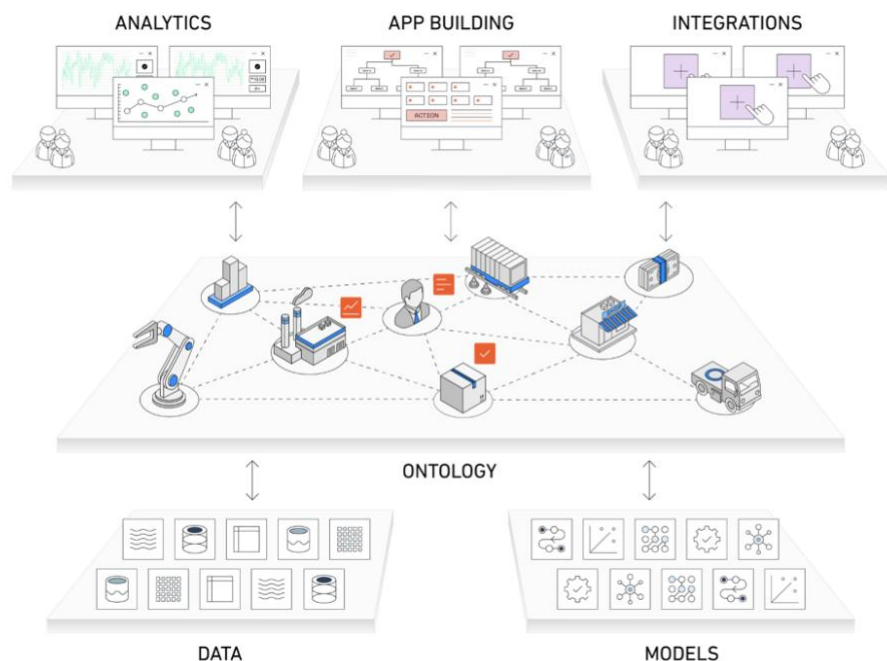 ANALYTICS
APP BUILDING
INTEGRATIONS
ACTION
ONTOLOGY
DATA
MODELS